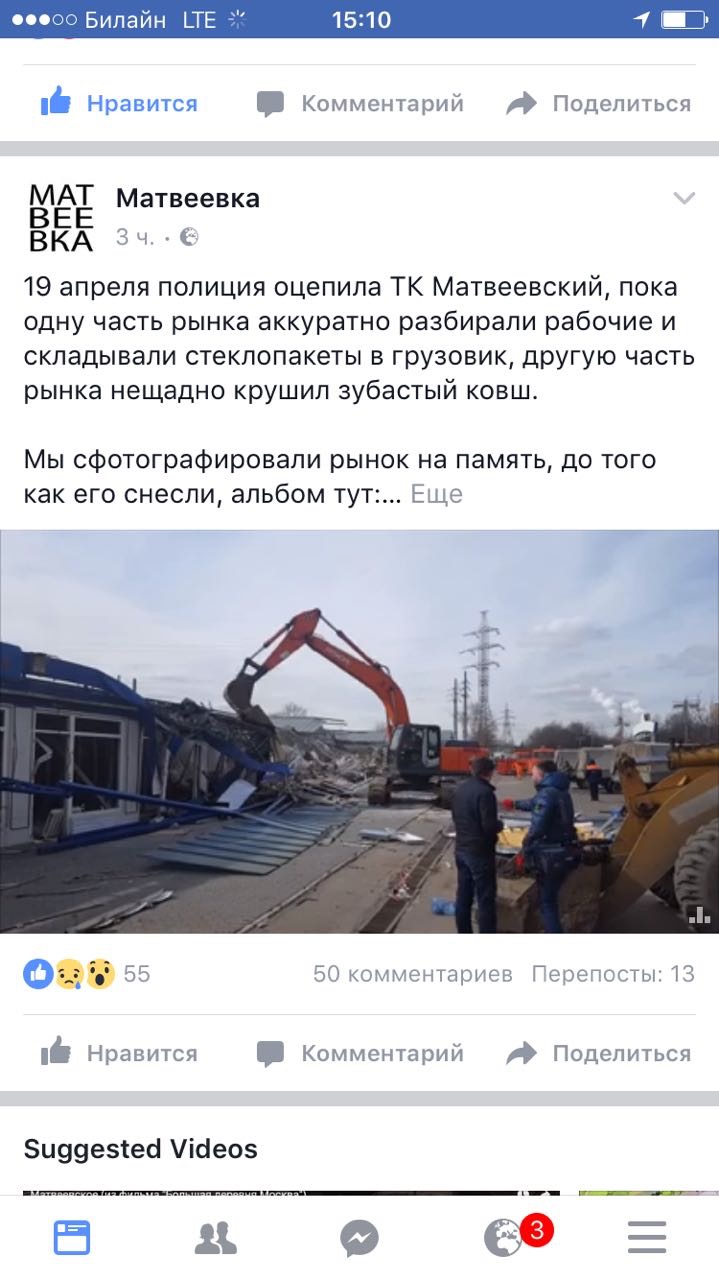 Билайн LTE 15:10
Нравится Комментарий Поделиться
МАТ
ВЕЕ
ВКА
Матвеевка
3 ч. ·
19 апреля полиция оцепила ТК Матвеевский, пока
одну часть рынка аккуратно разбирали рабочие и
складывали стеклопакеты в грузовик, другую часть
рынка нещадно крушил зубастый ковш.
Мы сфотографировали рынок на память, до того
как его снесли, альбом тут:... Еще
55 50 комментариев Перепосты: 13
Нравится Комментарий Поделиться
Suggested Videos
Матвеевское (из фильма "Большая деревня Москва")
3